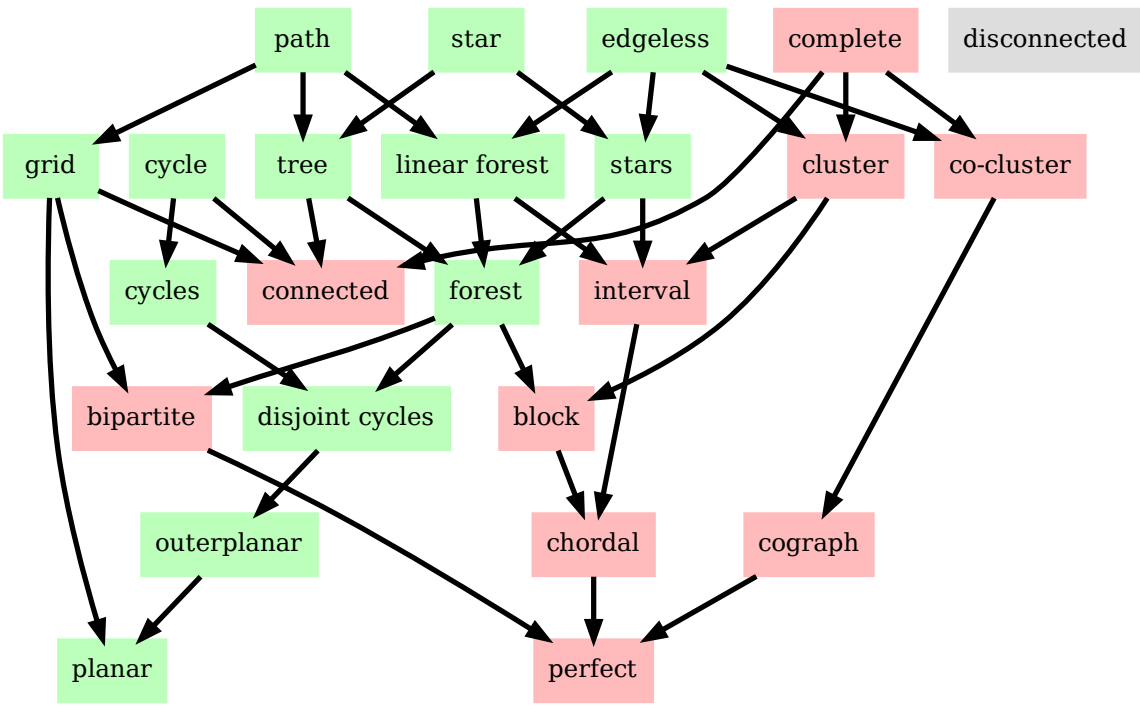 path
star
edgeless
complete
disconnected
grid
cycle
tree
linear forest
stars
cluster
co-cluster
cycles
connected
forest
interval
bipartite
disjoint cycles
block
outerplanar
chordal
cograph
planar
perfect